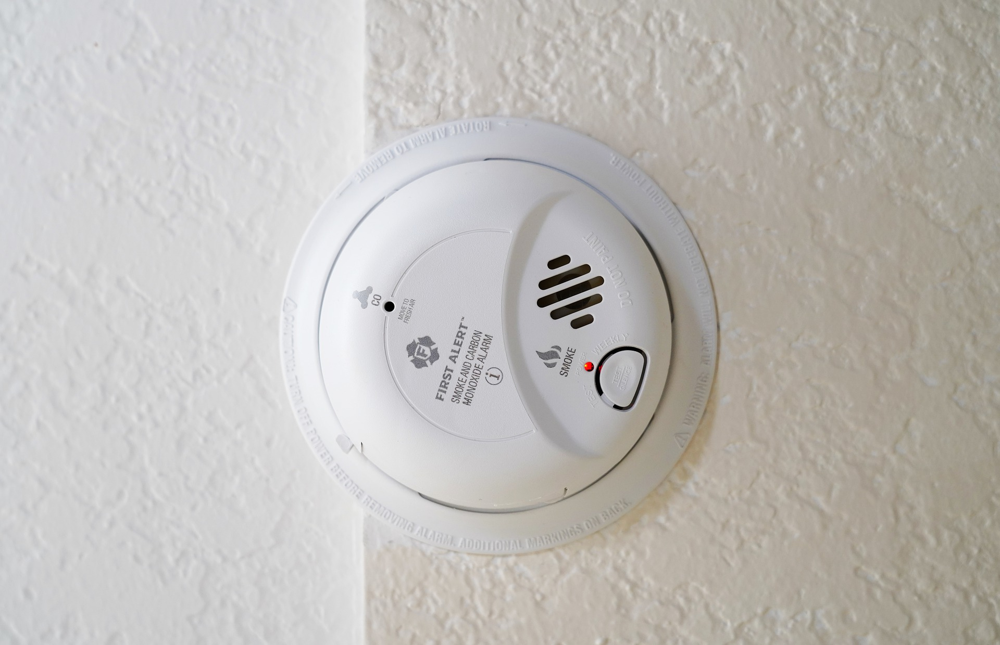 FIRST ALERT™
SMOKE AND CARBON
MONOXIDE ALARM
i
CO
MOVE TO
FRESH AIR
SMOKE
POWER
TEST WEEKLY
TEST
SILENCE
DO NOT PAINT
ROTATE ALARM TO REMOVE
WARNING: ALARM WILL NOT OPERATE WITHOUT POWER.
TURN OFF POWER BEFORE REMOVING ALARM. ADDITIONAL MARKINGS ON BACK.